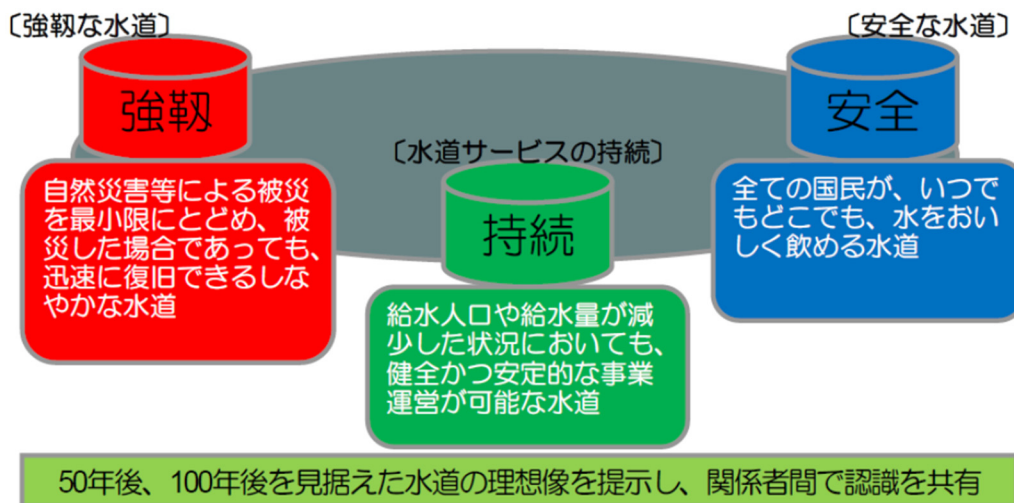 〔強靱な水道〕
強靱
自然災害等による被災
を最小限にとどめ、被
災した場合であっても、
迅速に復旧できるしな
やかな水道
〔水道サービスの持続〕
持続
給水人口や給水量が減
少した状況においても、
健全かつ安定的な事業
運営が可能な水道
〔安全な水道〕
安全
全ての国民が、いつで
もどこでも、水をおい
しく飲める水道
50年後、100年後を見据えた水道の理想像を提示し、関係者間で認識を共有